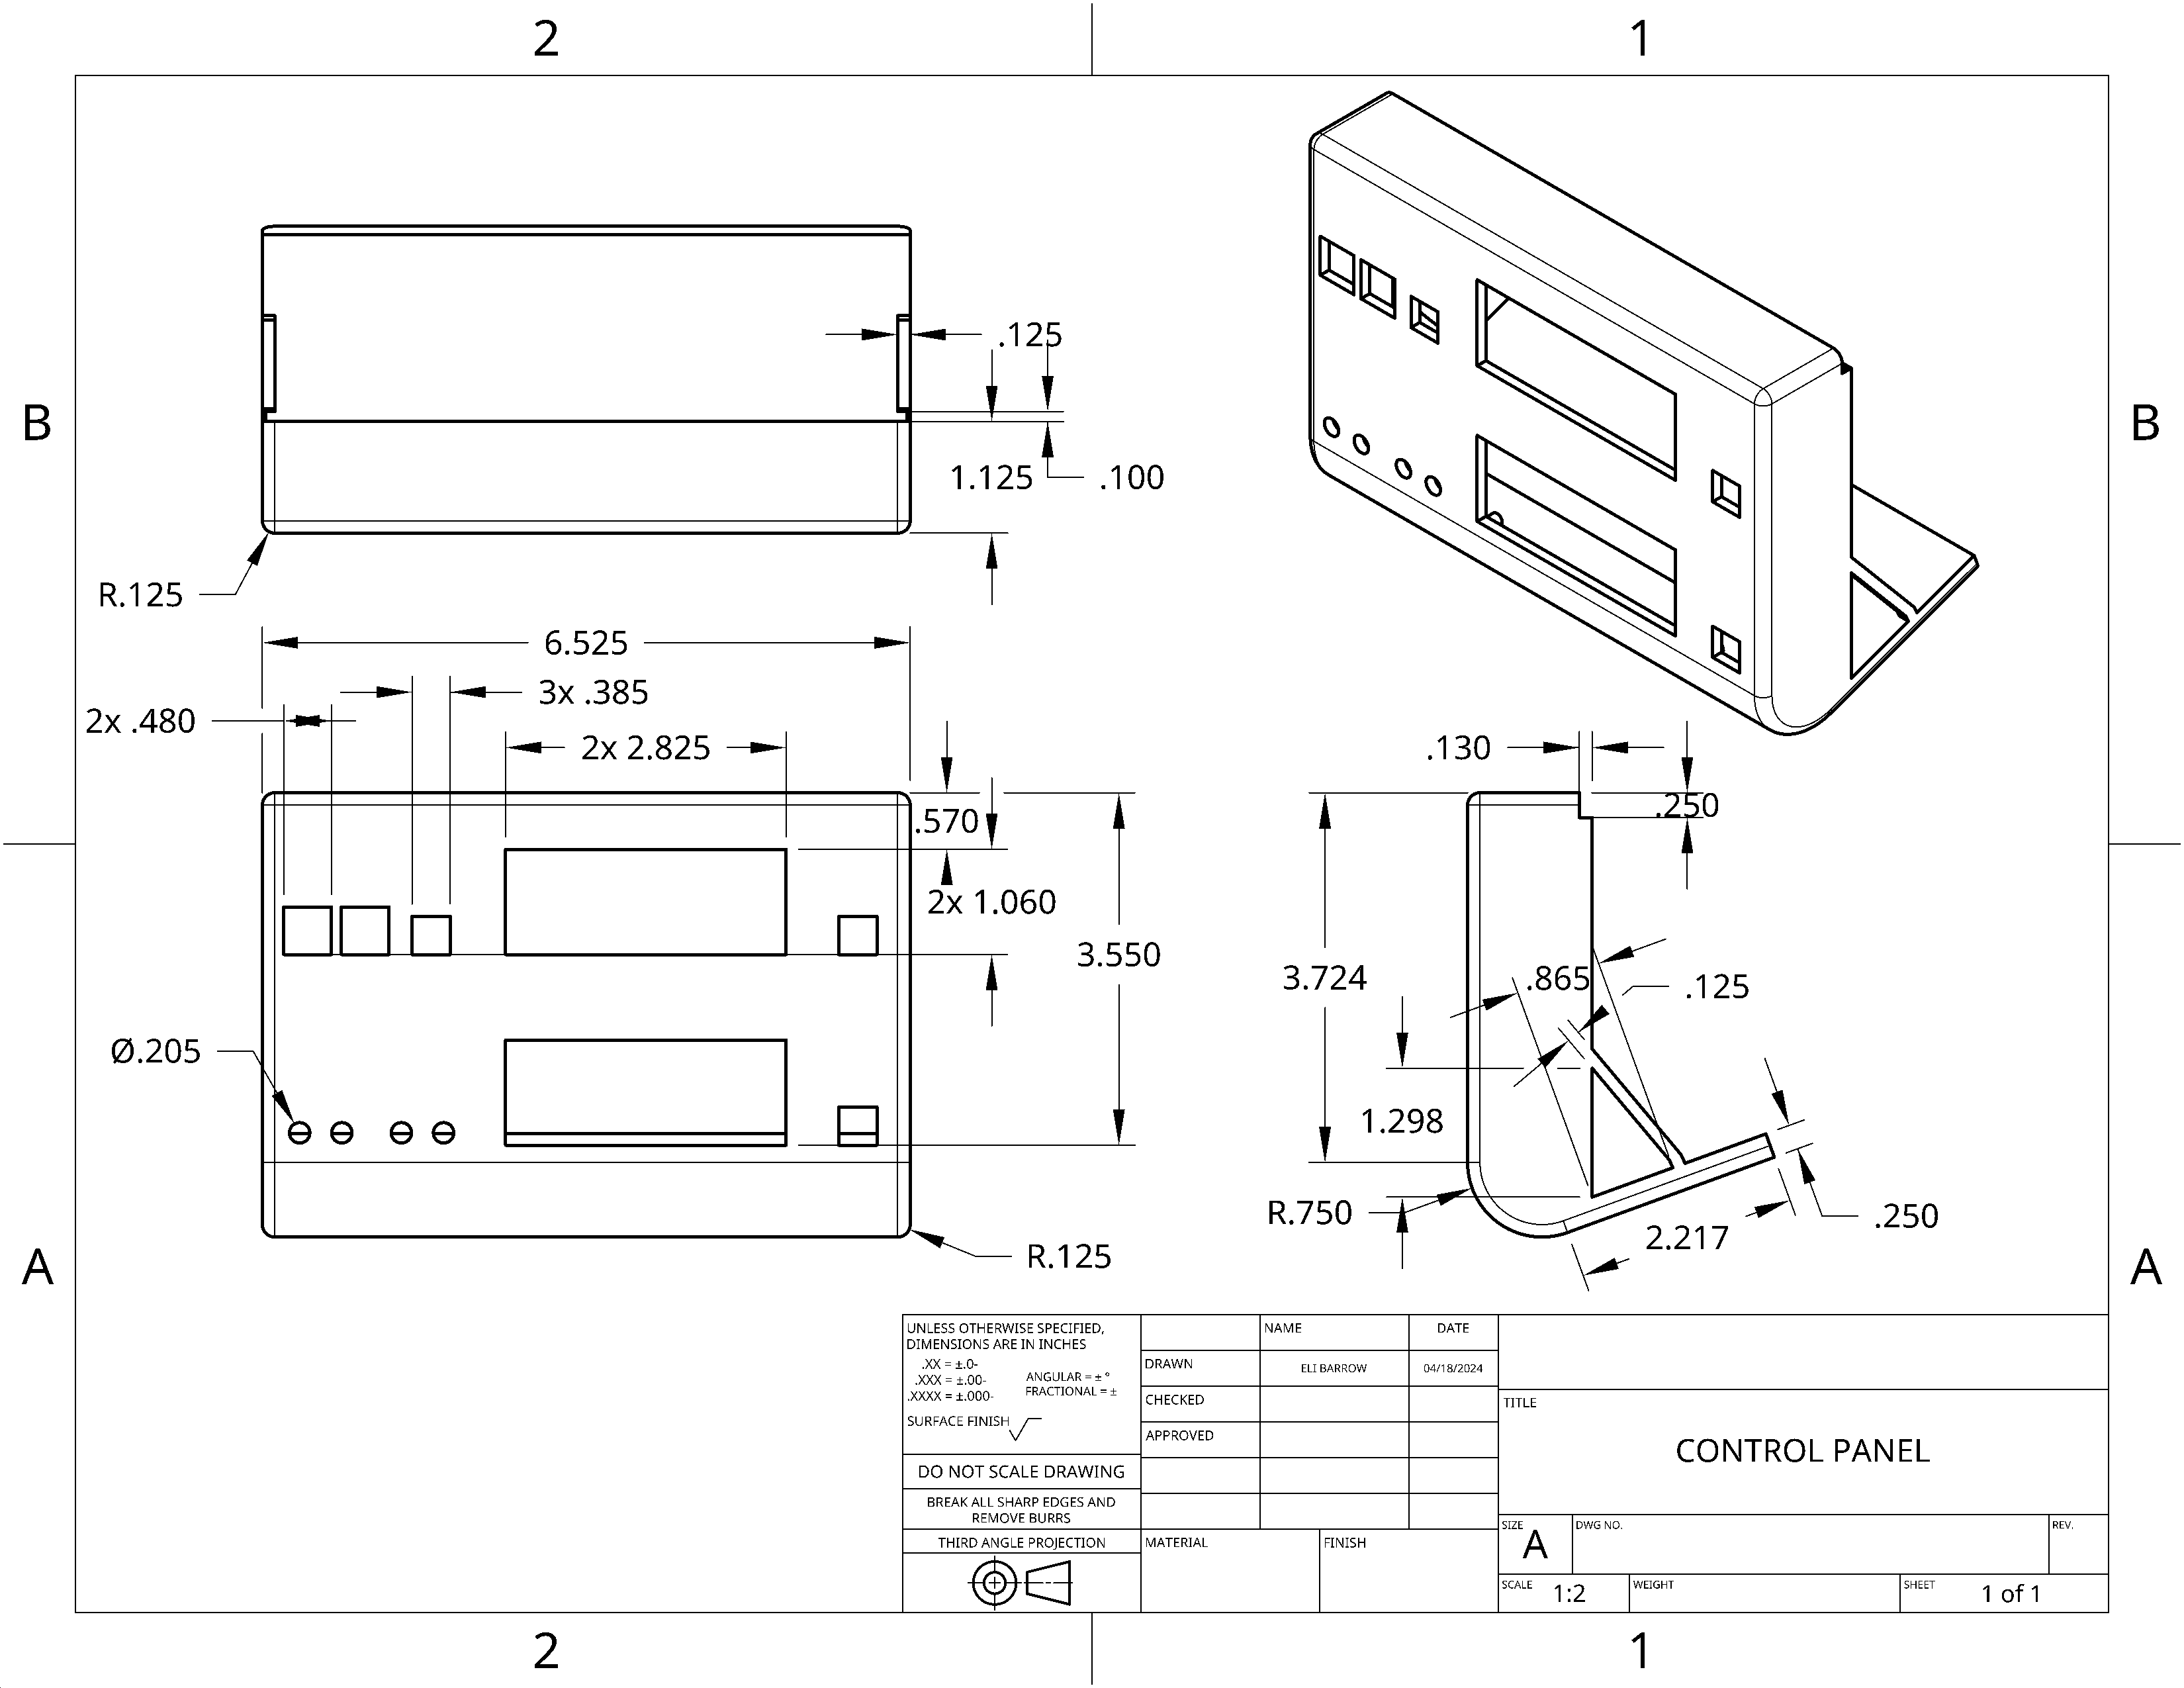 2
1
B
B
.125
1.125
.100
R.125
6.525
3x .385
2x .480
2x 2.825
.130
.250
.570
2x 1.060
3.550
3.724
.865
.125
Ø.205
1.298
R.750
.250
2.217
R.125
A
A
UNLESS OTHERWISE SPECIFIED,
DIMENSIONS ARE IN INCHES
.XX = ±.0-
.XXX = ±.00-
.XXXX = ±.000-
ANGULAR = ± °
FRACTIONAL = ±
SURFACE FINISH
DO NOT SCALE DRAWING
BREAK ALL SHARP EDGES AND
REMOVE BURRS
THIRD ANGLE PROJECTION
NAME
DATE
DRAWN
ELI BARROW
04/18/2024
CHECKED
APPROVED
MATERIAL
FINISH
TITLE
CONTROL PANEL
SIZE
A
DWG NO.
REV.
SCALE
1:2
WEIGHT
SHEET
1 of 1
2
1